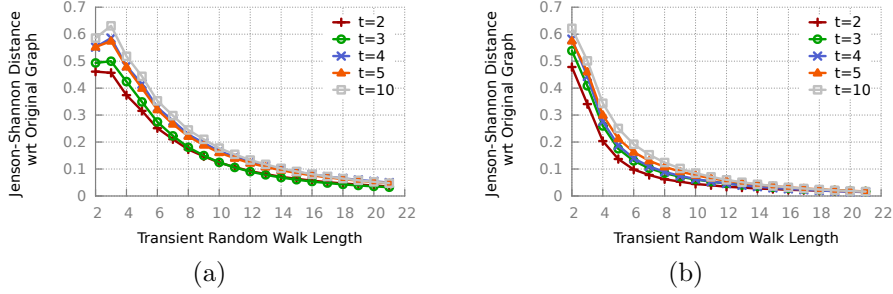 Jenson-Shannon Distance
wrt Original Graph
0.7
0.6
0.5
0.4
0.3
0.2
0.1
0
t=2
t=3
t=4
t=5
t=10
2 4 6 8 10 12 14 16 18 20 22
Transient Random Walk Length
(a)
Jenson-Shannon Distance
wrt Original Graph
0.7
0.6
0.5
0.4
0.3
0.2
0.1
0
t=2
t=3
t=4
t=5
t=10
2 4 6 8 10 12 14 16 18 20 22
Transient Random Walk Length
(b)